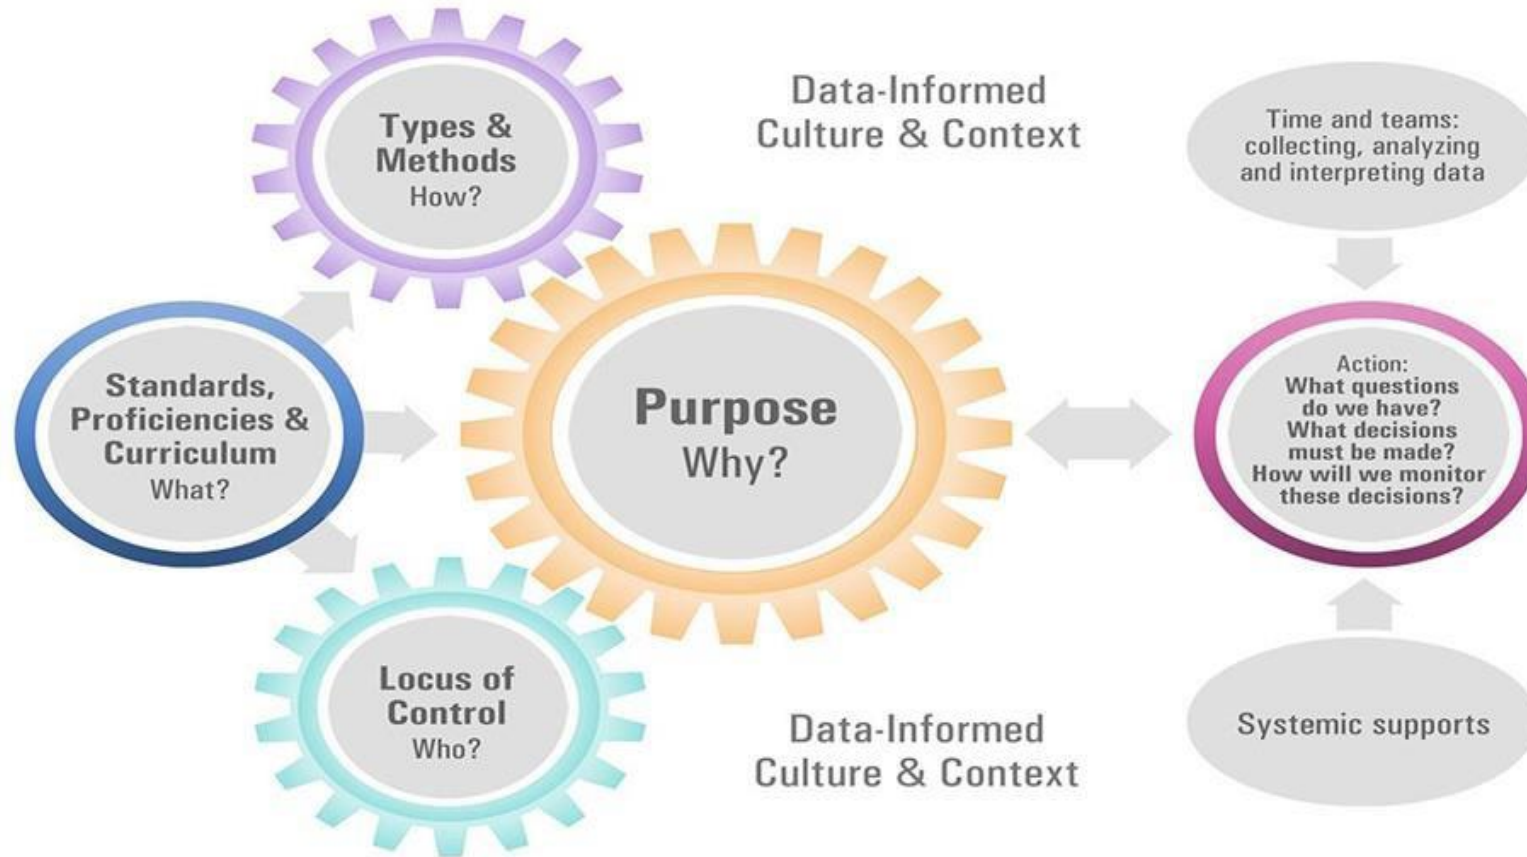 Types &
Methods
How?
Data-Informed
Culture & Context
Time and teams:
collecting, analyzing
and interpreting data
Standards,
Proficiencies &
Curriculum
What?
Purpose
Why?
Action:
What questions
do we have?
What decisions
must be made?
How will we monitor
these decisions?
Locus of
Control
Who?
Data-Informed
Culture & Context
Systemic supports